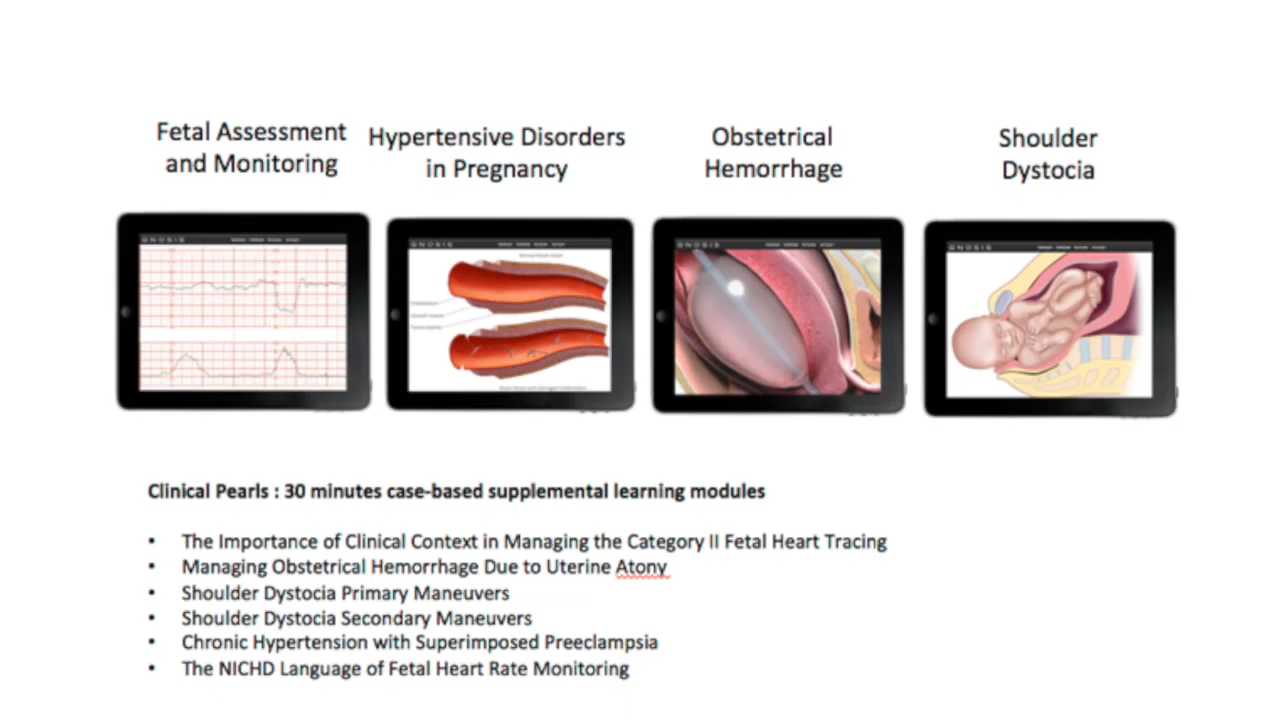 Fetal Assessment
and Monitoring
Hypertensive Disorders
in Pregnancy
Obstetrical
Hemorrhage
Shoulder
Dystocia
Clinical Pearls : 30 minutes case-based supplemental learning modules
• The Importance of Clinical Context in Managing the Category II Fetal Heart Tracing
• Managing Obstetrical Hemorrhage Due to Uterine Atony
• Shoulder Dystocia Primary Maneuvers
• Shoulder Dystocia Secondary Maneuvers
• Chronic Hypertension with Superimposed Preeclampsia
• The NICHD Language of Fetal Heart Rate Monitoring